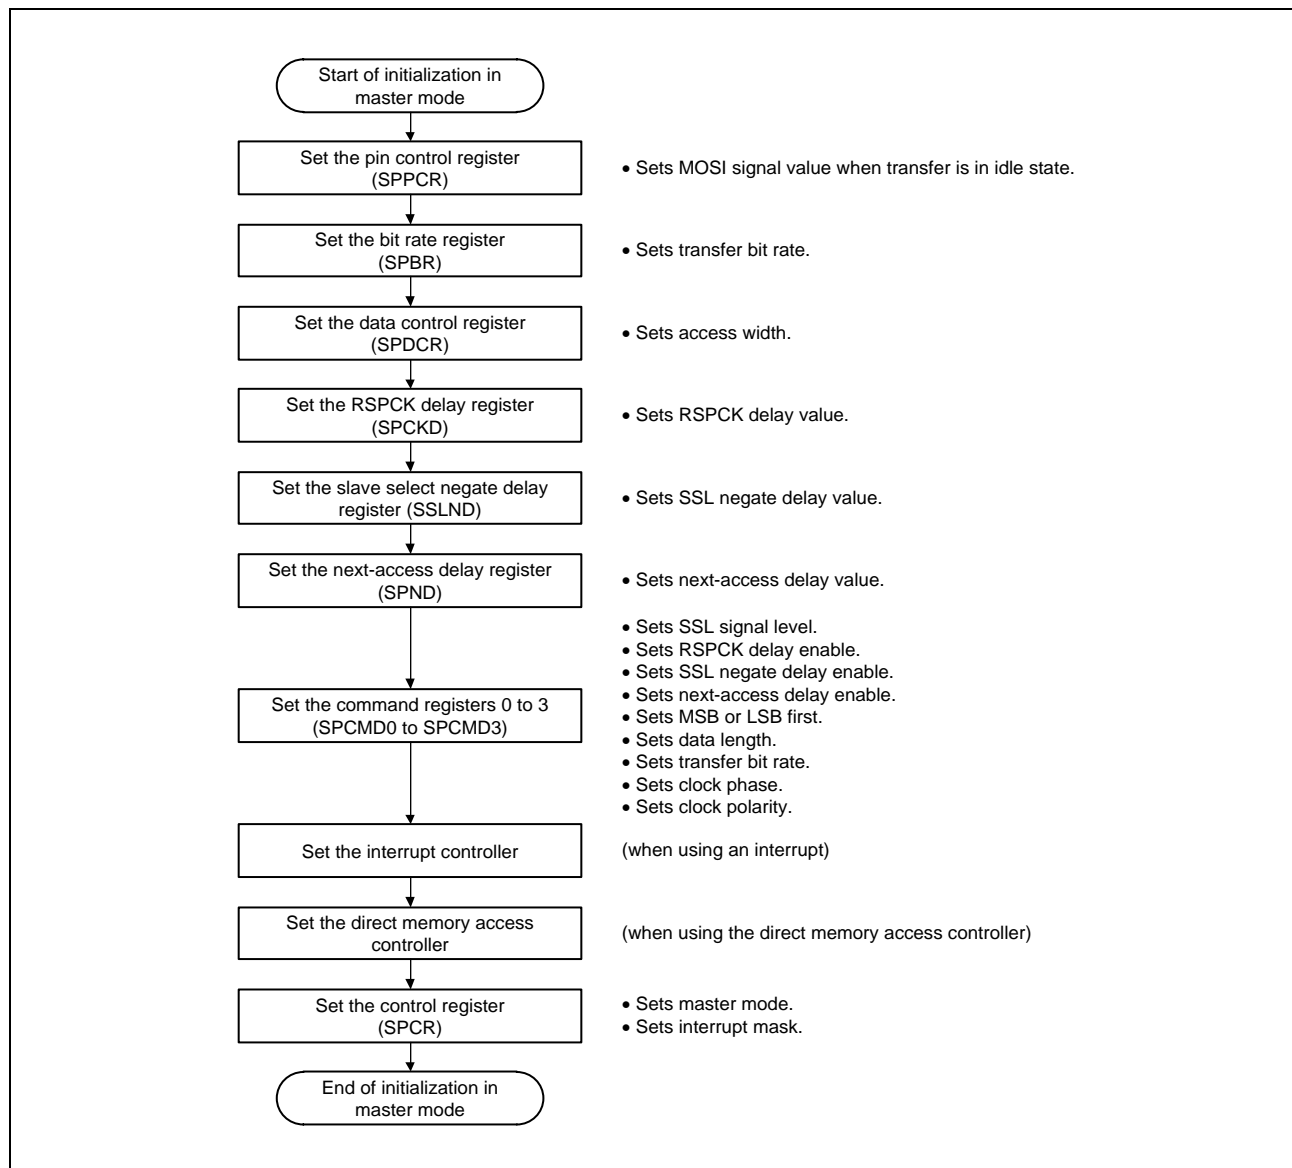 Start of initialization in
master mode
Set the pin control register
(SPPCR)
• Sets MOSI signal value when transfer is in idle state.
Set the bit rate register
(SPBR)
• Sets transfer bit rate.
Set the data control register
(SPDCR)
• Sets access width.
Set the RSPCK delay register
(SPCKD)
• Sets RSPCK delay value.
Set the slave select negate delay
register (SSLND)
• Sets SSL negate delay value.
Set the next-access delay register
(SPND)
• Sets next-access delay value.
Set the command registers 0 to 3
(SPCMD0 to SPCMD3)
• Sets SSL signal level.
• Sets RSPCK delay enable.
• Sets SSL negate delay enable.
• Sets next-access delay enable.
• Sets MSB or LSB first.
• Sets data length.
• Sets transfer bit rate.
• Sets clock phase.
• Sets clock polarity.
Set the interrupt controller
(when using an interrupt)
Set the direct memory access
controller
(when using the direct memory access controller)
Set the control register
(SPCR)
• Sets master mode.
• Sets interrupt mask.
End of initialization in
master mode